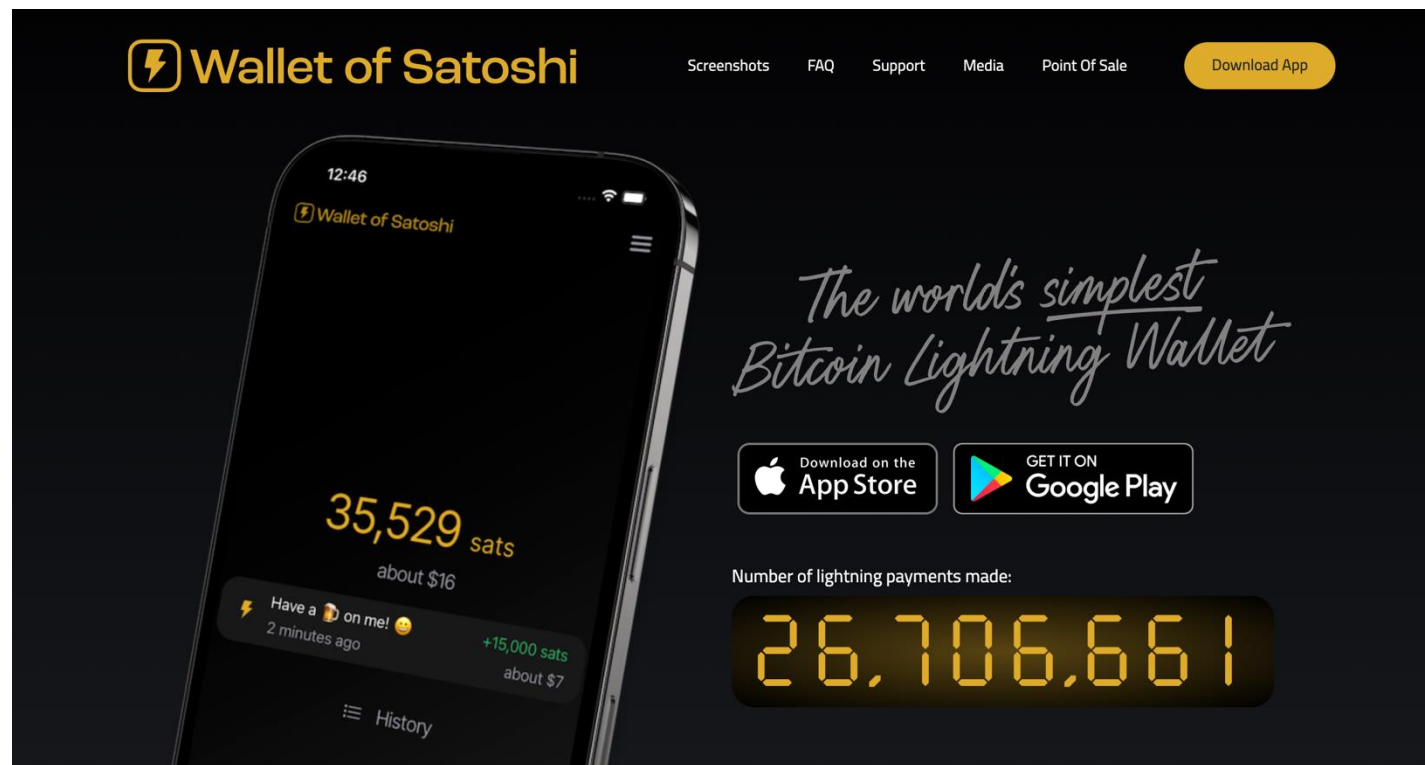 Wallet of Satoshi
Screenshots FAQ Support Media Point Of Sale Download App
12:46
Wallet of Satoshi
The world's simplest
Bitcoin Lightning Wallet
Download on the
App Store
GET IT ON
Google Play
35,529 sats
about $16
Have a 🍺 on me! 😀
2 minutes ago
+15,000 sats
about $7
History
Number of lightning payments made:
26,706,661